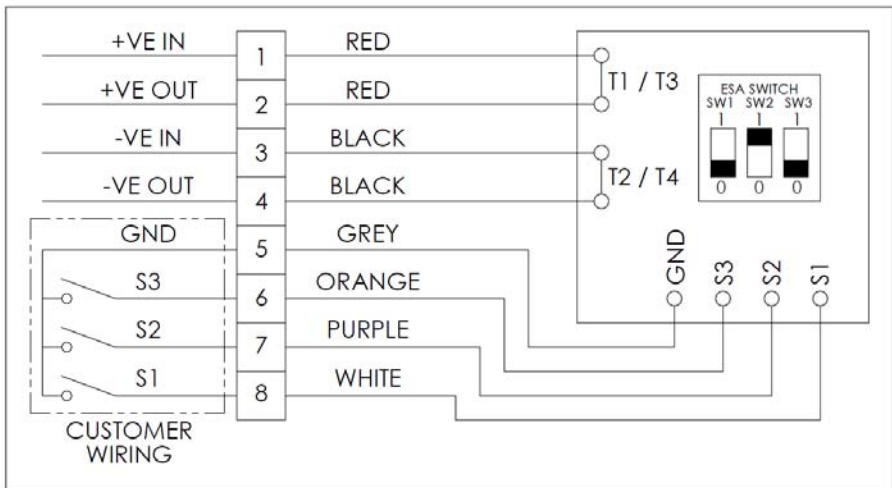 +VE IN 1 RED
+VE OUT 2 RED
-VE IN 3 BLACK
-VE OUT 4 BLACK
GND 5 GREY
S3 6 ORANGE
S2 7 PURPLE
S1 8 WHITE
CUSTOMER
WIRING
T1 / T3
T2 / T4
ESA SWITCH
SW1 SW2 SW3
1 1 1
0 0 0
GND S3 S2 S1